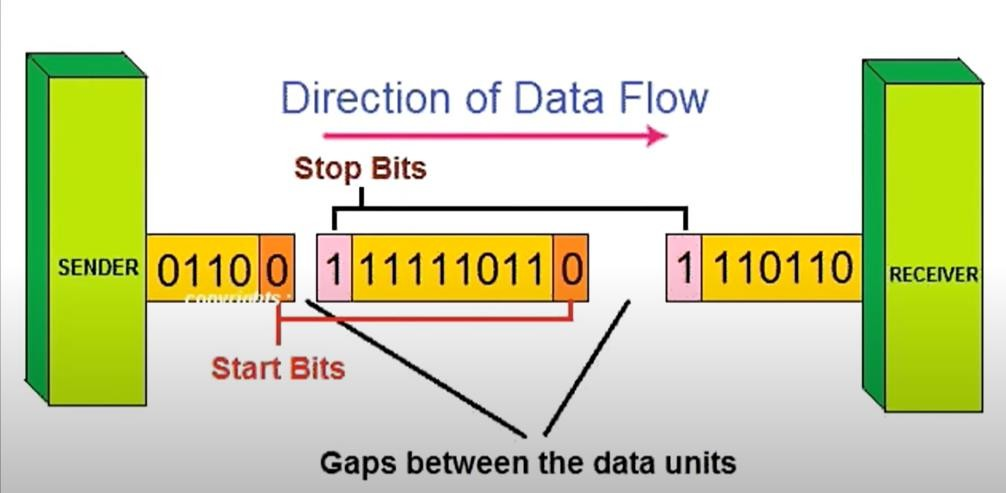 Direction of Data Flow
Stop Bits
SENDER 0110 0 1 11111011 0 1 110110 RECEIVER
copyrights
Start Bits
Gaps between the data units